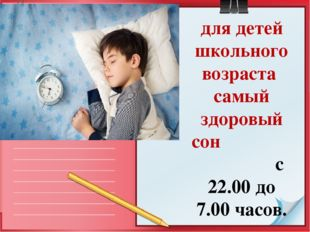 для детей
школьного
возраста
самый
здоровый
сон
с
22.00 до
7.00 часов.